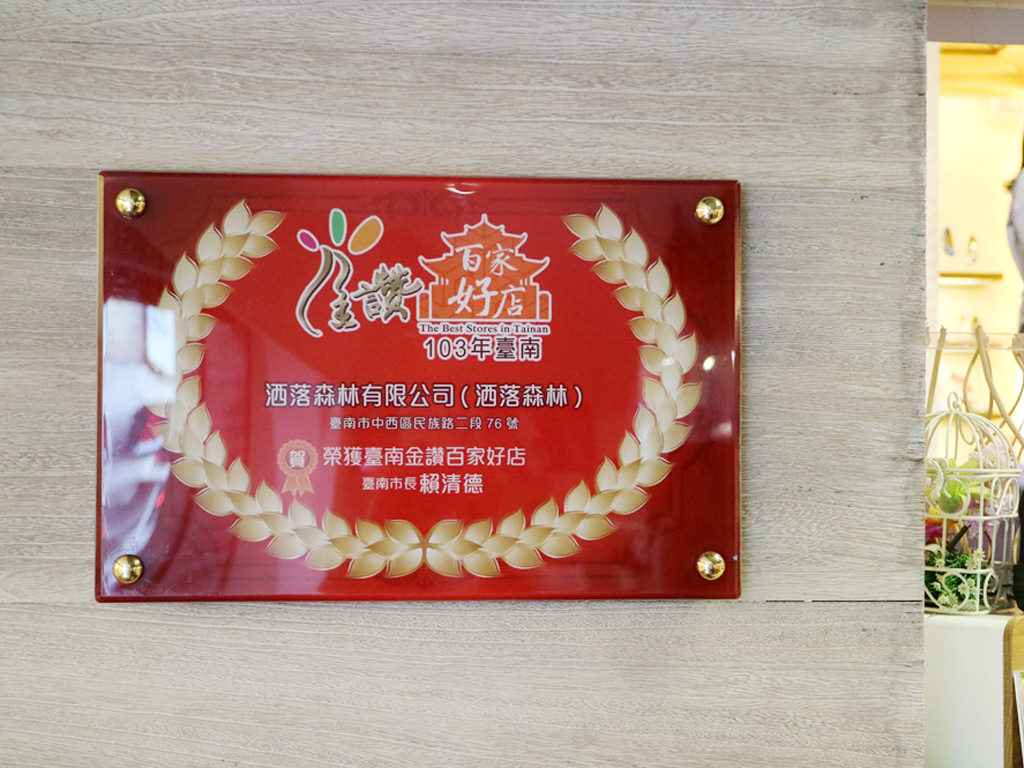 金讚
百家
好店
The Best Stores in Tainan
103年臺南
洒落森林有限公司(洒落森林)
臺南市中西區民族路二段76號
賀 榮獲臺南金讚百家好店
臺南市長 賴清德